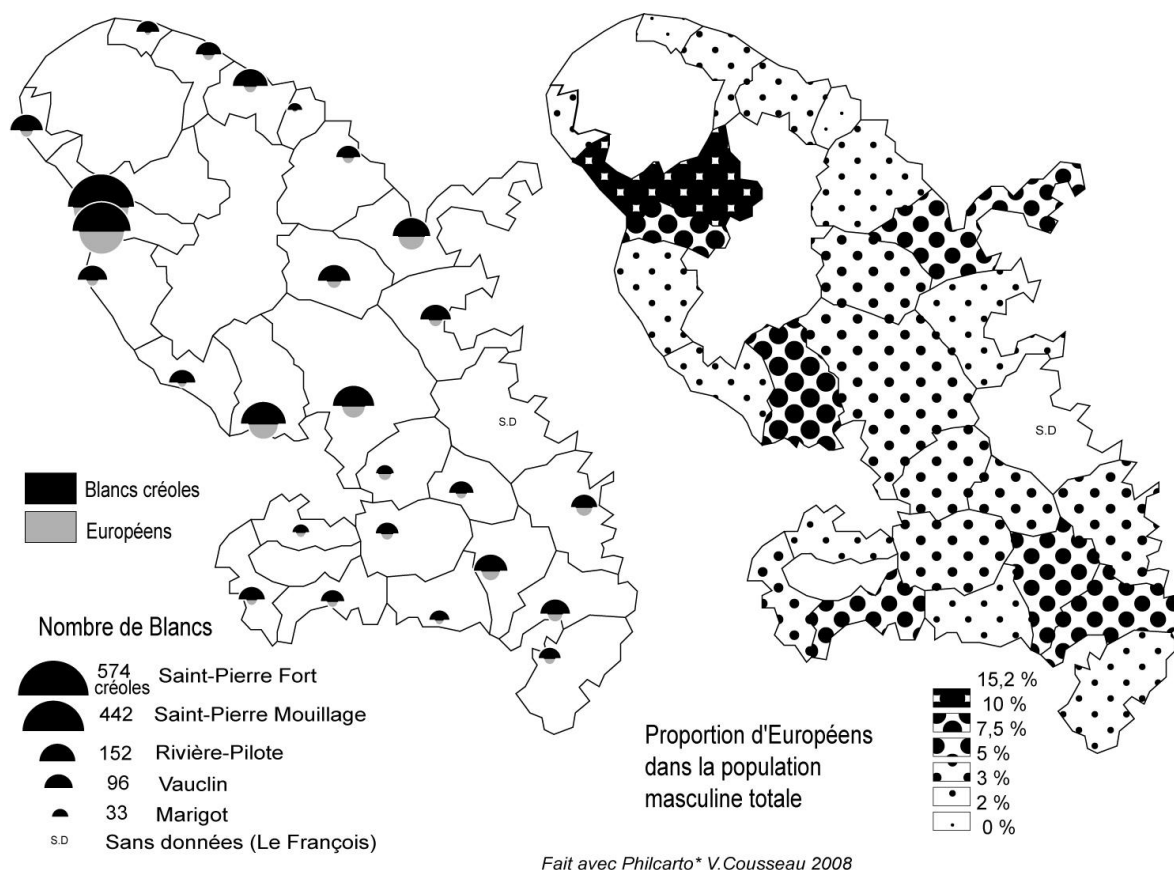 S.D
Blancs créoles
Européens
Nombre de Blancs
574 créoles Saint-Pierre Fort
442 Saint-Pierre Mouillage
152 Rivière-Pilote
96 Vauclin
33 Marigot
S.D Sans données (Le François)
S.D
Proportion d'Européens
dans la population
masculine totale
15,2 %
10 %
7,5 %
5 %
3 %
2 %
0 %
Fait avec Philcarto* V.Cousseau 2008